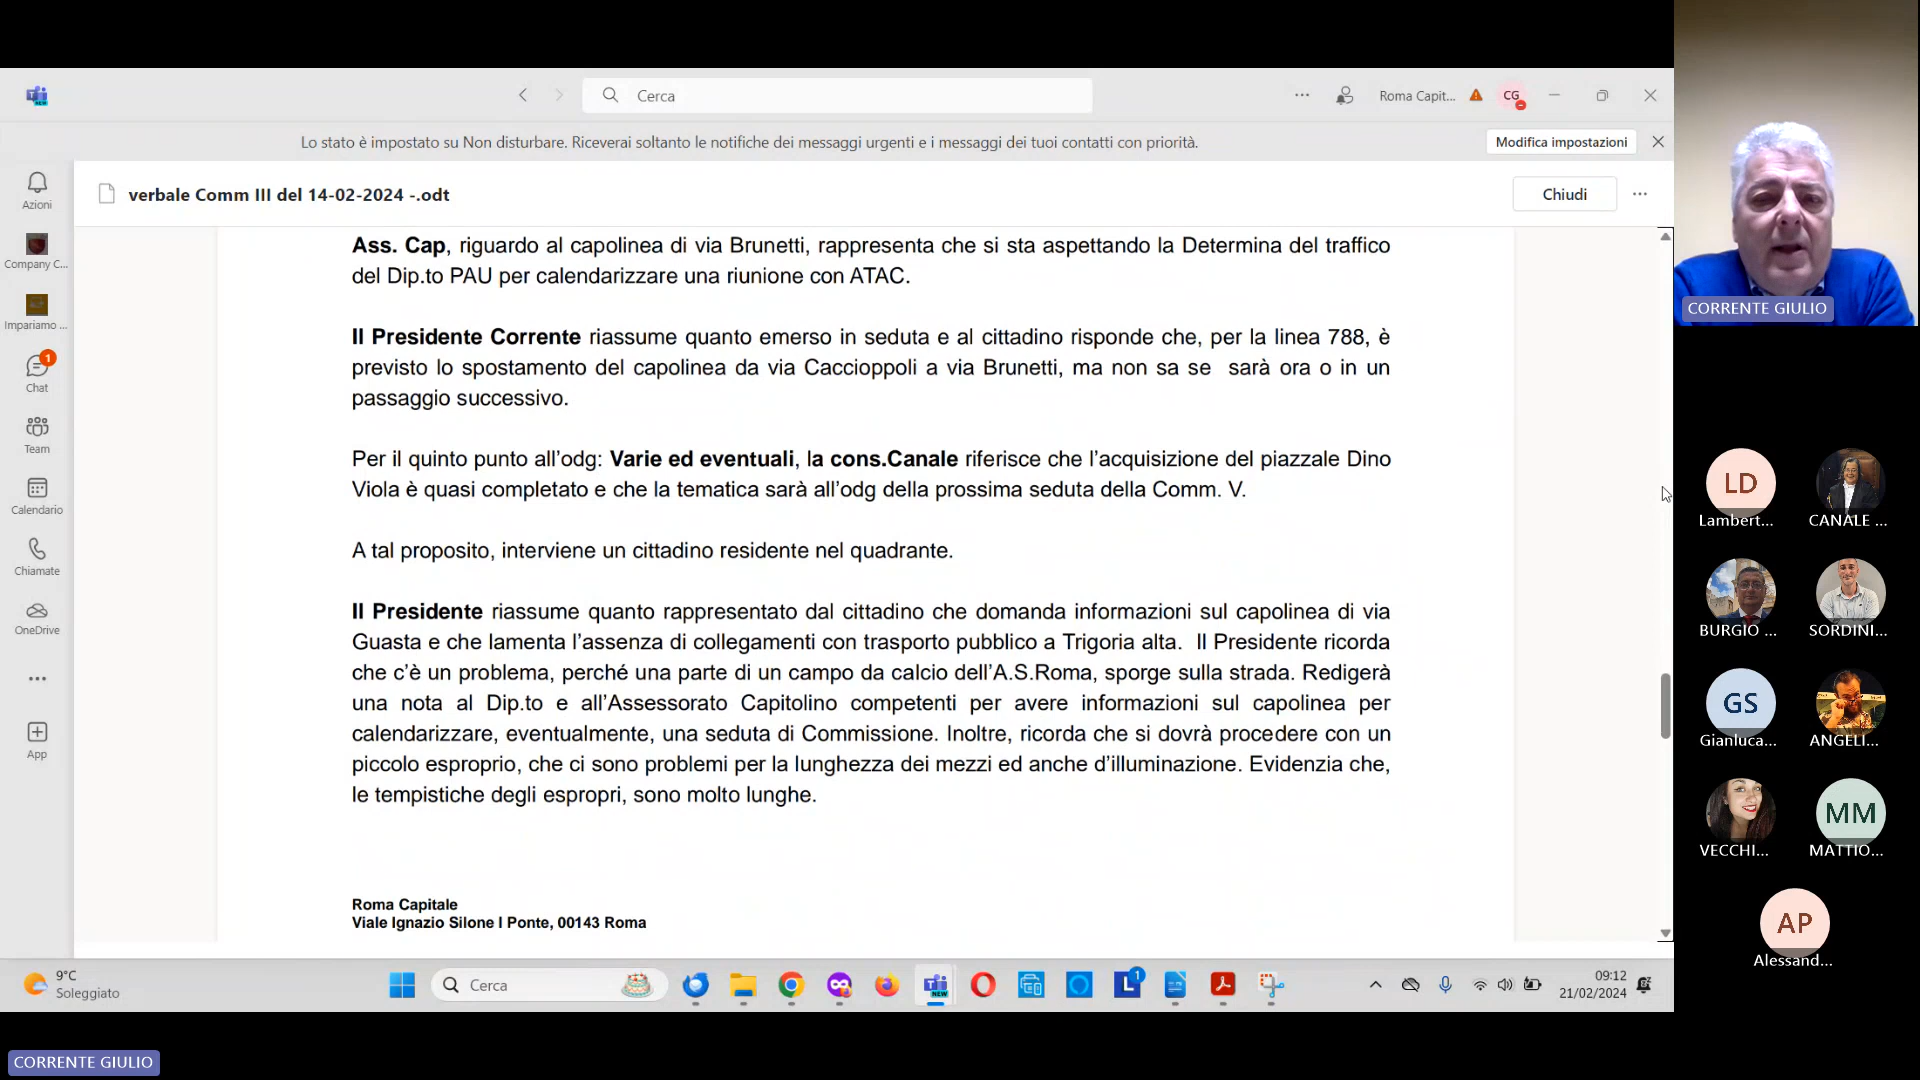 Cerca
Roma Capit...
CG
Lo stato è impostato su Non disturbare. Riceverai soltanto le notifiche dei messaggi urgenti e i messaggi dei tuoi contatti con priorità.
Modifica impostazioni
Azioni
Company C...
Impariamo ...
1
Chat
Team
Calendario
Chiamate
OneDrive
App
verbale Comm III del 14-02-2024 -.odt
Chiudi
Ass. Cap, riguardo al capolinea di via Brunetti, rappresenta che si sta aspettando la Determina del traffico
del Dip.to PAU per calendarizzare una riunione con ATAC.
Il Presidente Corrente riassume quanto emerso in seduta e al cittadino risponde che, per la linea 788, è
previsto lo spostamento del capolinea da via Caccioppoli a via Brunetti, ma non sa se sarà ora o in un
passaggio successivo.
Per il quinto punto all’odg: Varie ed eventuali, la cons.Canale riferisce che l’acquisizione del piazzale Dino
Viola è quasi completato e che la tematica sarà all’odg della prossima seduta della Comm. V.
A tal proposito, interviene un cittadino residente nel quadrante.
Il Presidente riassume quanto rappresentato dal cittadino che domanda informazioni sul capolinea di via
Guasta e che lamenta l’assenza di collegamenti con trasporto pubblico a Trigoria alta. Il Presidente ricorda
che c’è un problema, perché una parte di un campo da calcio dell’A.S.Roma, sporge sulla strada. Redigerà
una nota al Dip.to e all’Assessorato Capitolino competenti per avere informazioni sul capolinea per
calendarizzare, eventualmente, una seduta di Commissione. Inoltre, ricorda che si dovrà procedere con un
piccolo esproprio, che ci sono problemi per la lunghezza dei mezzi ed anche d’illuminazione. Evidenzia che,
le tempistiche degli espropri, sono molto lunghe.
Roma Capitale
Viale Ignazio Silone I Ponte, 00143 Roma
9°C
Soleggiato
Cerca
NEW
L
1
09:12
21/02/2024
CORRENTE GIULIO
LD
Lambert...
CANALE ...
BURGIO ...
SORDINI...
GS
Gianluca...
ANGELI...
VECCHI...
MM
MATTIO...
AP
Alessand...
CORRENTE GIULIO